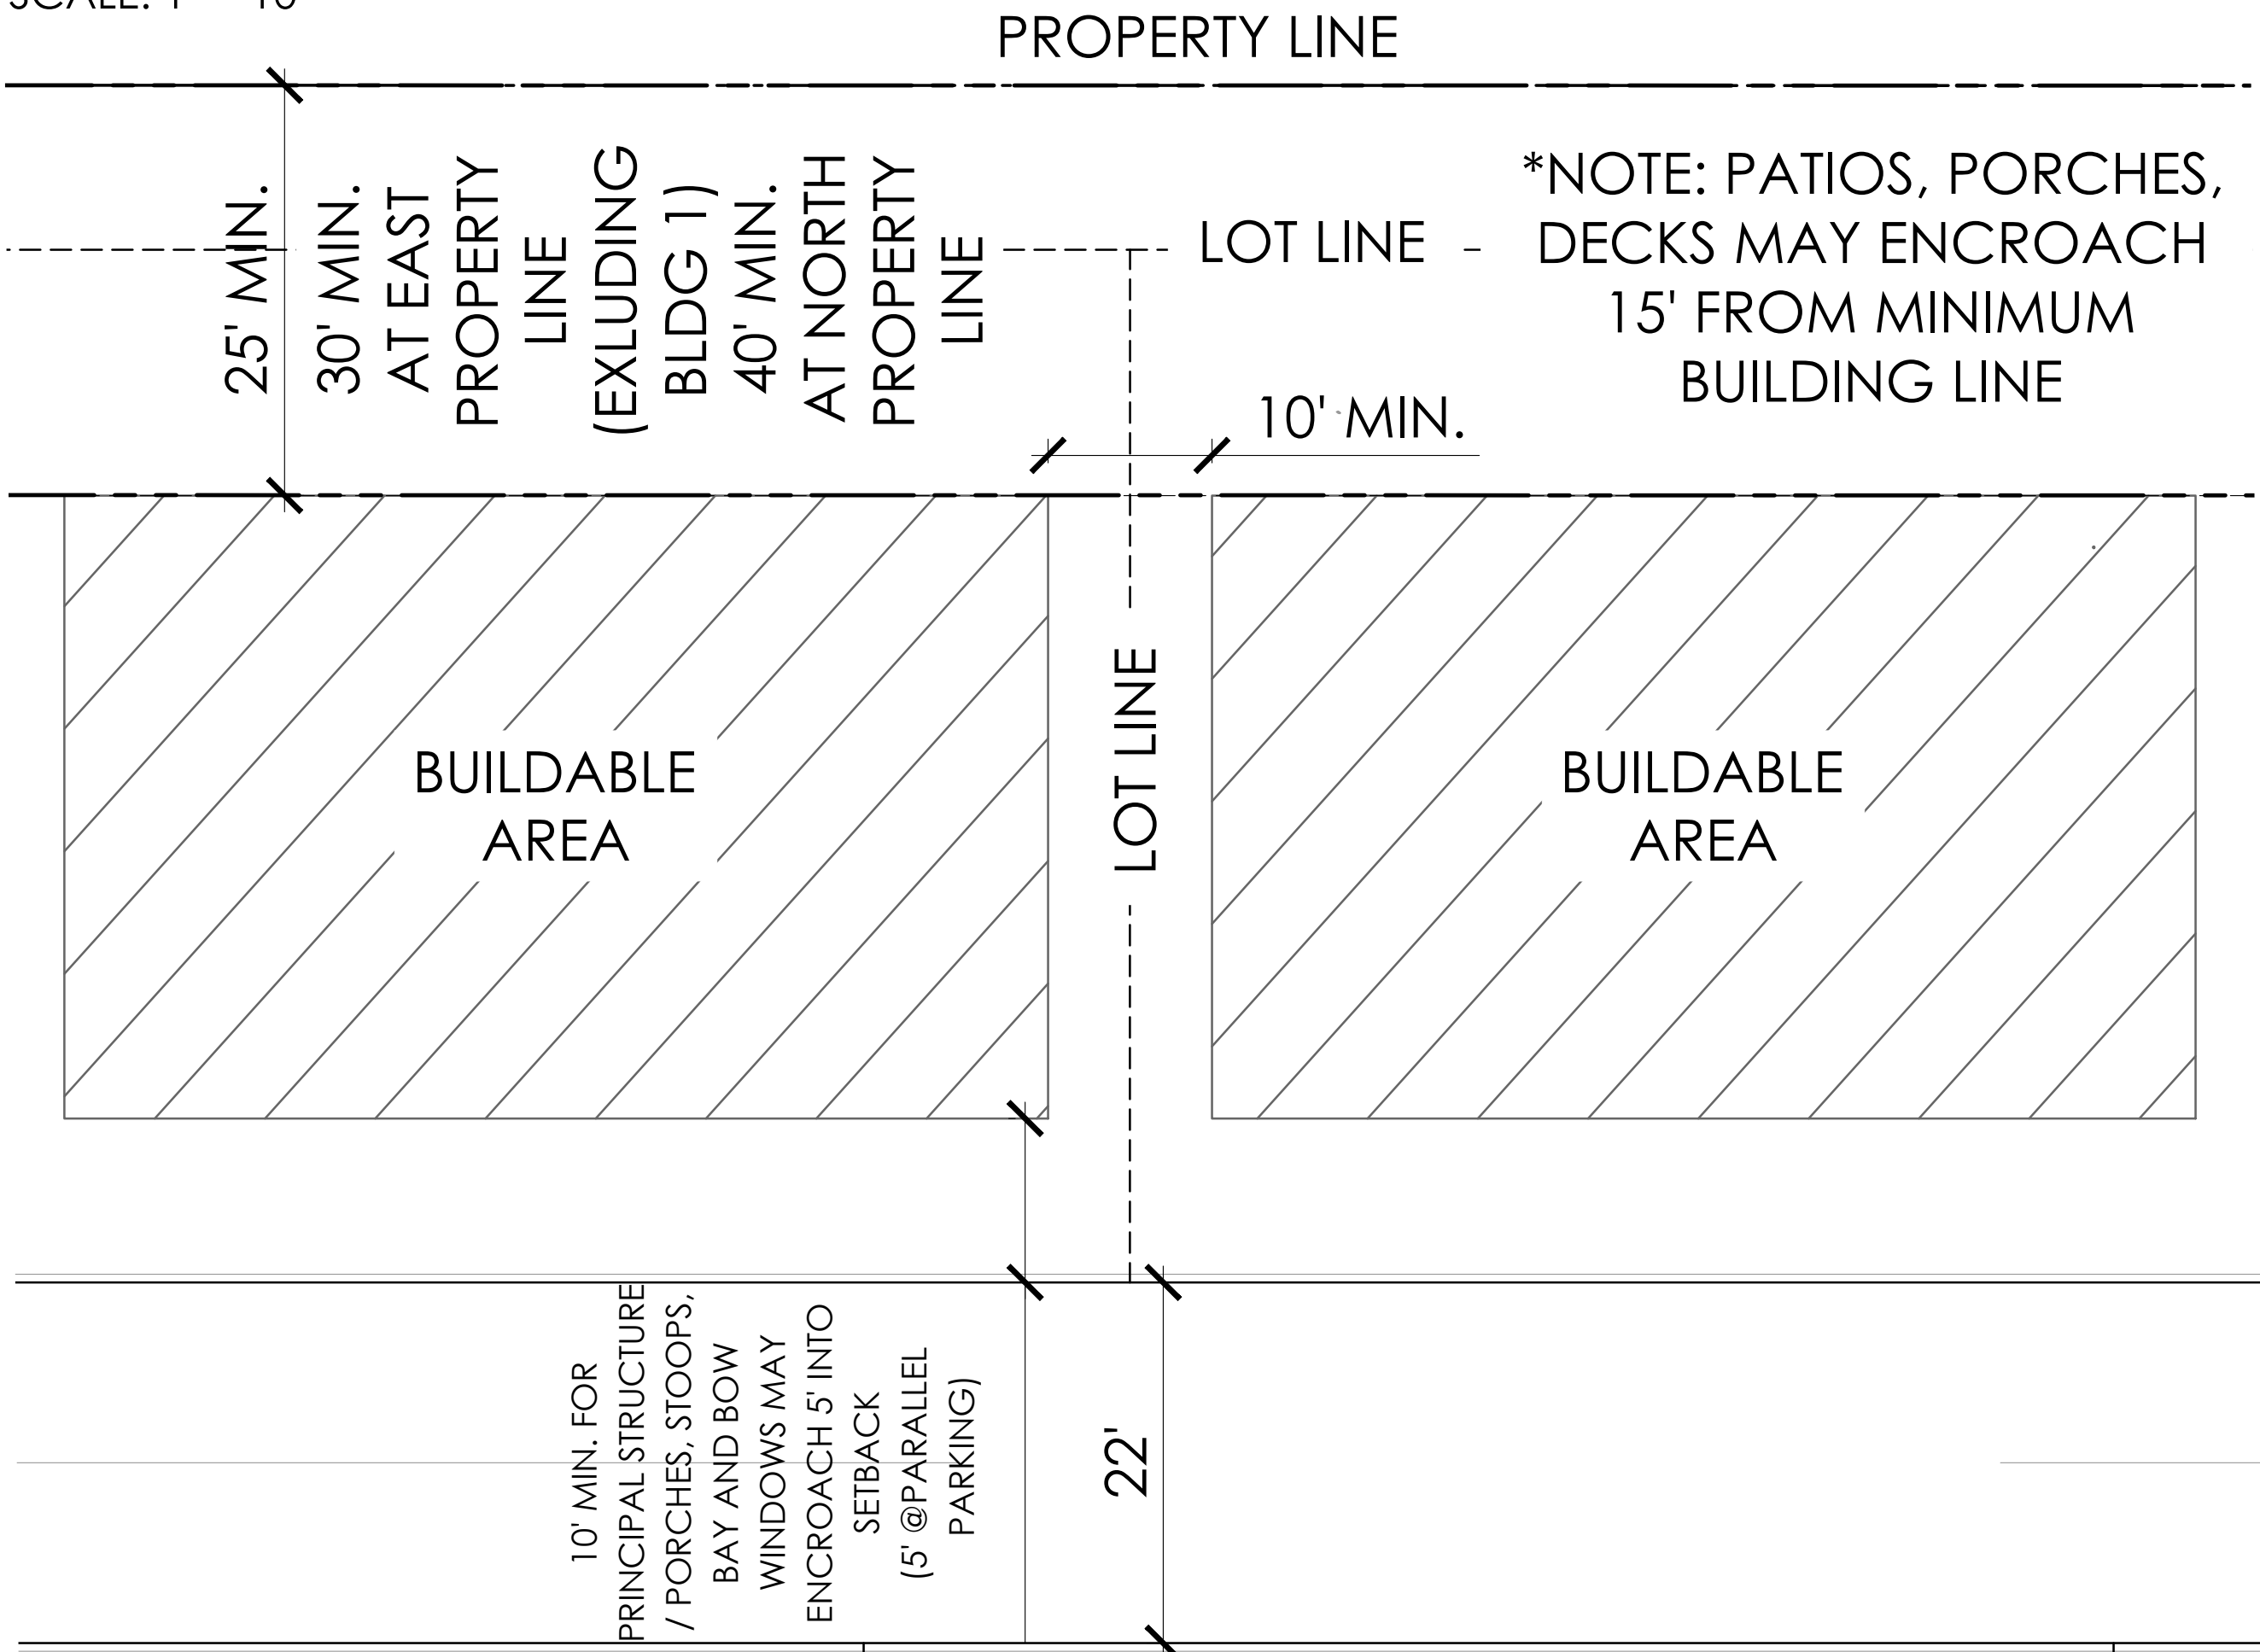 PROPERTY LINE
25' MIN.
30' MIN.
AT EAST
PROPERTY
LINE
(EXLUDING
BLDG 1)
40' MIN.
AT NORTH
PROPERTY
LINE
LOT LINE
*NOTE: PATIOS, PORCHES,
DECKS MAY ENCROACH
15' FROM MINIMUM
BUILDING LINE
10' MIN.
BUILDABLE
AREA
LOT LINE
BUILDABLE
AREA
10' MIN. FOR
PRINCIPAL STRUCTURE
/ PORCHES, STOOPS,
BAY AND BOW
WINDOWS MAY
ENCROACH 5' INTO
SETBACK
(5' @PARALLEL
PARKING)
22'